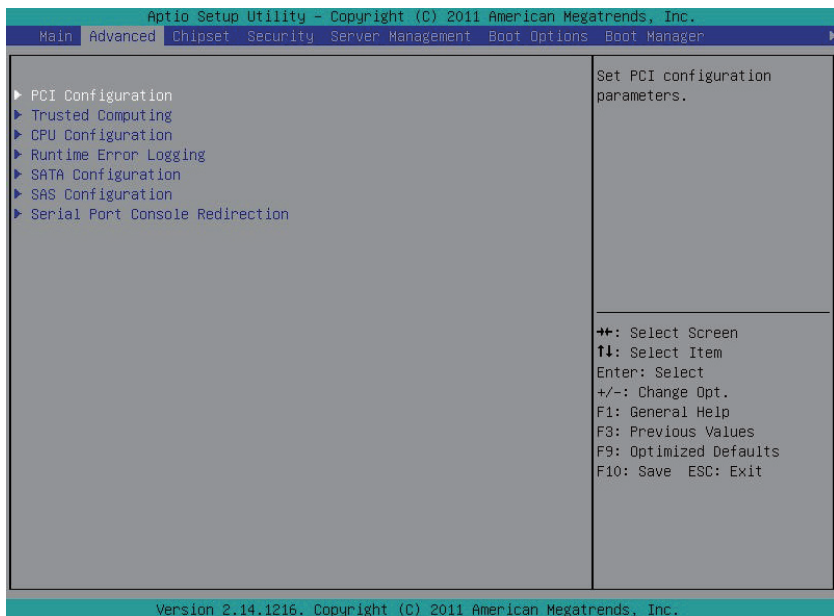 Aptio Setup Utility - Copyright (C) 2011 American Megatrends, Inc.
Main Advanced Chipset Security Server Management Boot Options Boot Manager
PCI Configuration
Trusted Computing
CPU Configuration
Runtime Error Logging
SATA Configuration
SAS Configuration
Serial Port Console Redirection
Set PCI configuration
parameters.
→←: Select Screen
↑↓: Select Item
Enter: Select
+/-: Change Opt.
F1: General Help
F3: Previous Values
F9: Optimized Defaults
F10: Save ESC: Exit
Version 2.14.1216. Copyright (C) 2011 American Megatrends, Inc.